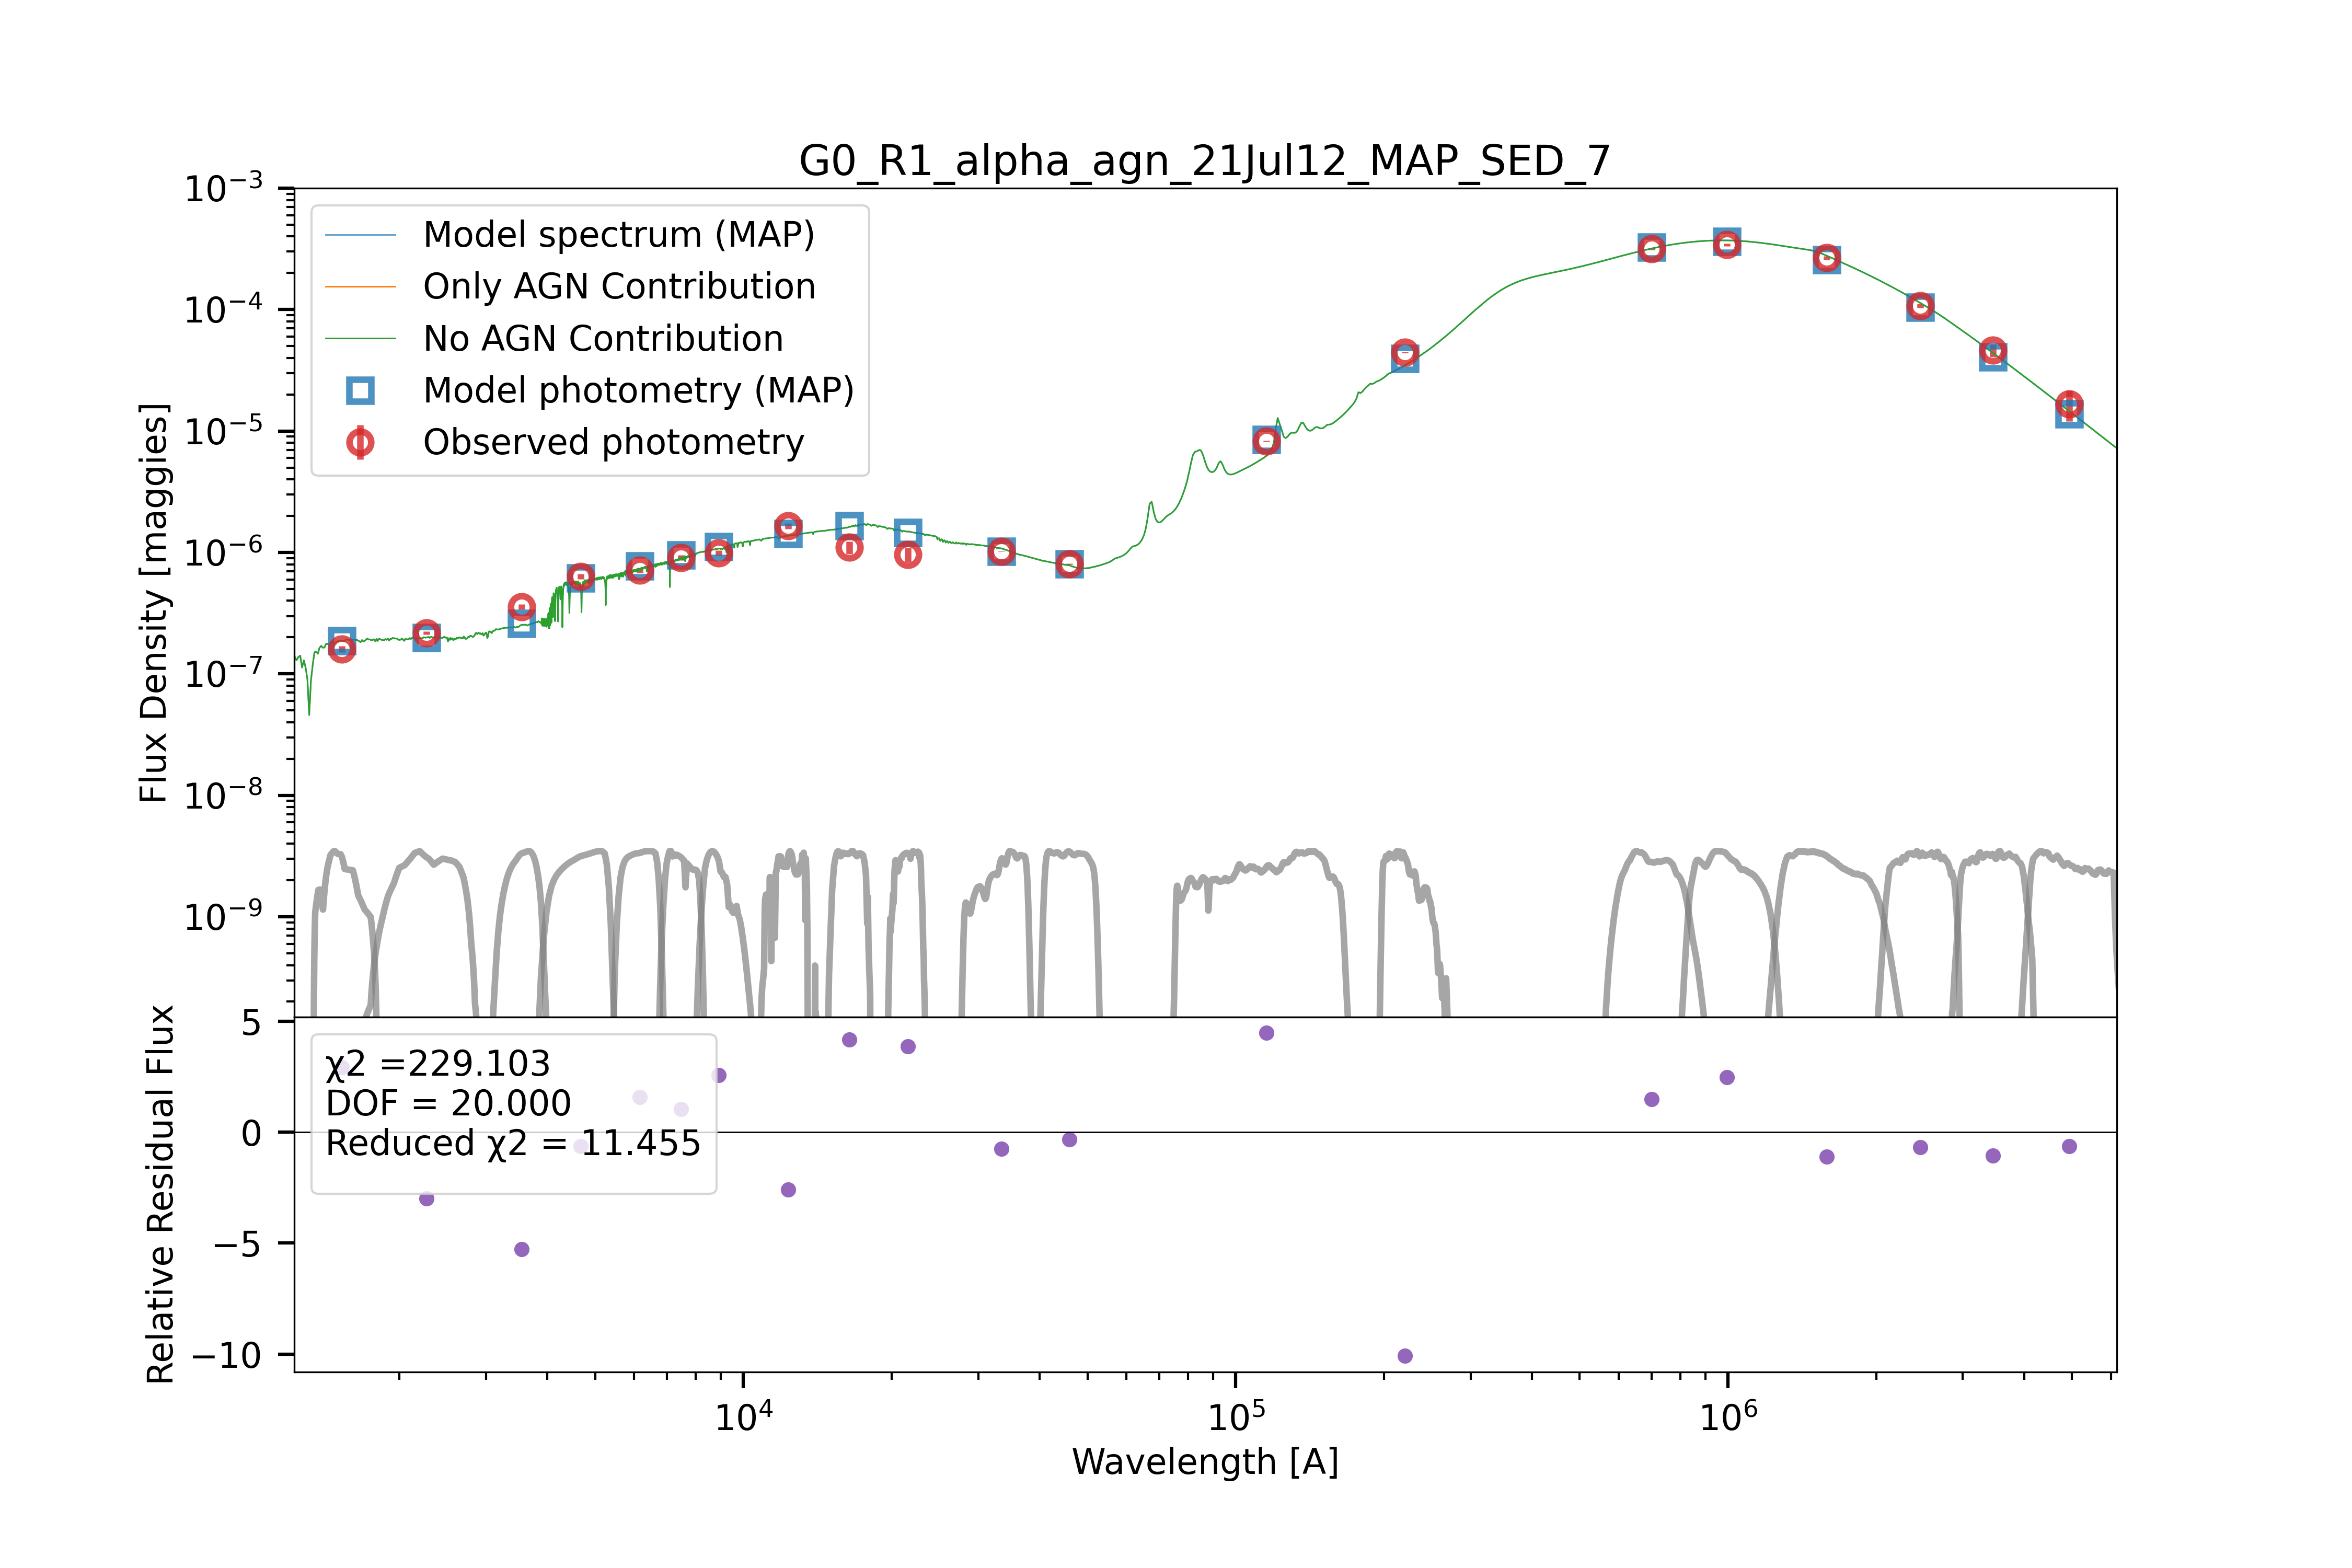 G0_R1_alpha_agn_21Jul12_MAP_SED_7
10⁻³
10⁻⁴
10⁻⁵
10⁻⁶
10⁻⁷
10⁻⁸
10⁻⁹
Flux Density [maggies]
Model spectrum (MAP)
Only AGN Contribution
No AGN Contribution
Model photometry (MAP)
Observed photometry
5
0
−5
−10
Relative Residual Flux
χ2 =229.103
DOF = 20.000
Reduced χ2 = 11.455
10⁴
10⁵
10⁶
Wavelength [A]